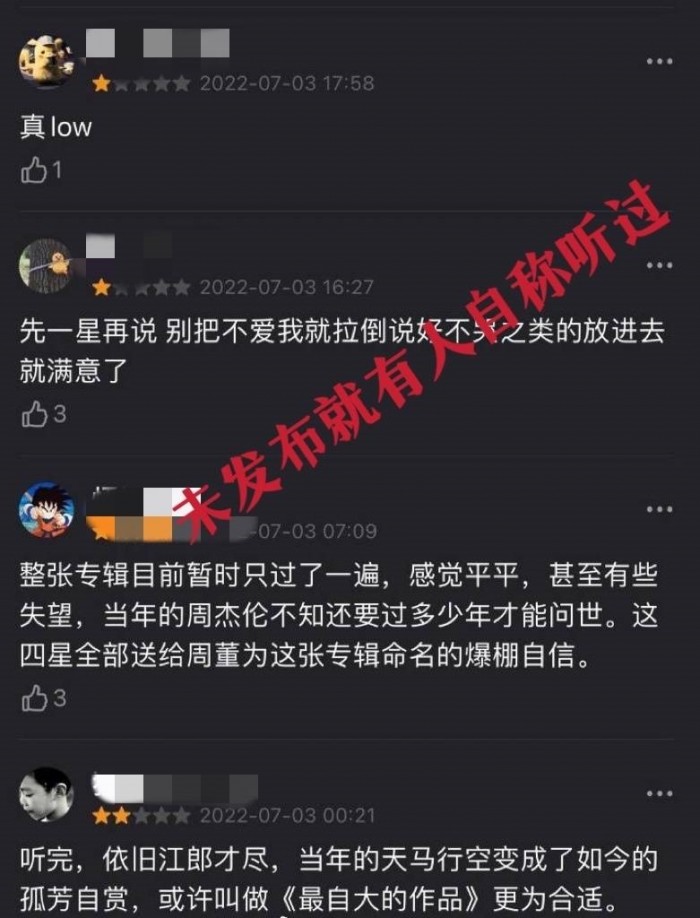 2022-07-03 17:58
真low
1
2022-07-03 16:27
先一星再说 别把不爱我就拉倒说好不哭之类的放进去
就满意了
3
未发布就有人自称听过
-07-03 07:09
整张专辑目前暂时只过了一遍，感觉平平，甚至有些
失望，当年的周杰伦不知还要过多少年才能问世。这
四星全部送给周董为这张专辑命名的爆棚自信。
3
2022-07-03 00:21
听完，依旧江郎才尽，当年的天马行空变成了如今的
孤芳自赏，或许叫做《最自大的作品》更为合适。